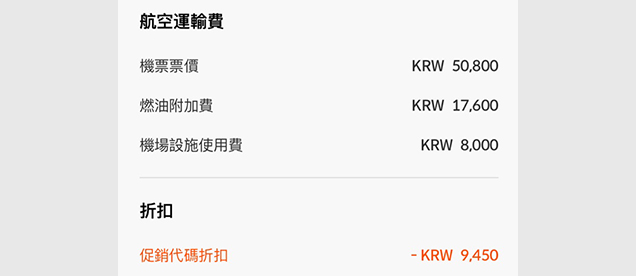 航空運輸費
機票票價 KRW 50,800
燃油附加費 KRW 17,600
機場設施使用費 KRW 8,000
折扣
促銷代碼折扣 - KRW 9,450